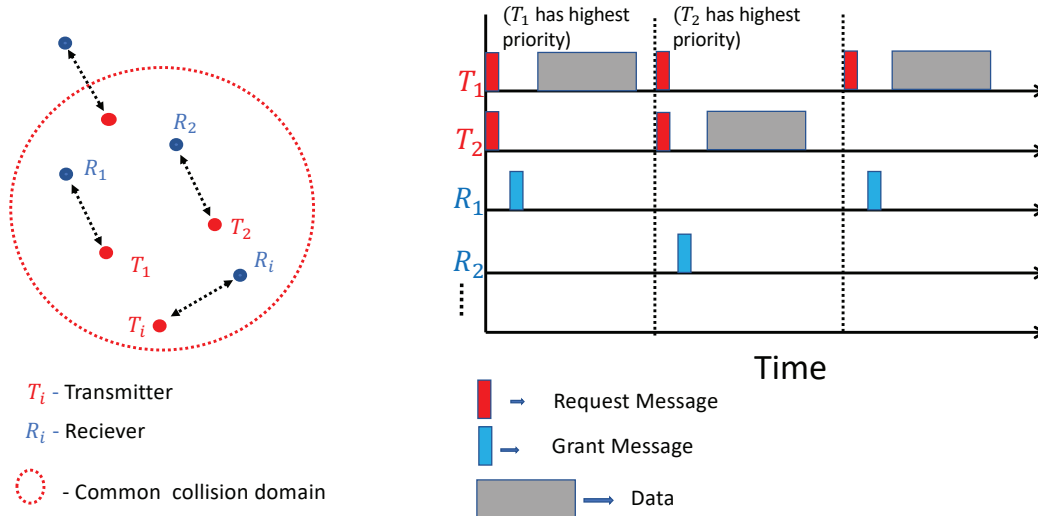 R₂
R₁
T₂
T₁
Rᵢ
Tᵢ
Tᵢ - Transmitter
Rᵢ - Reciever
- Common collision domain
(T₁ has highest
priority)
(T₂ has highest
priority)
T₁
T₂
R₁
R₂
Time
Request Message
Grant Message
Data